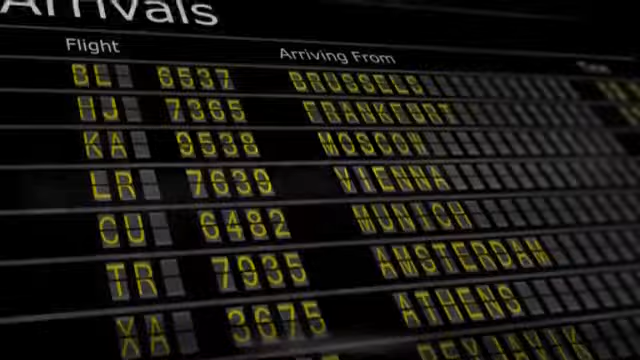 Arrivals
Flight Arriving From
BL 6537 BRUSSELS
HJ 7365 FRANKFURT
KA 9538 MOSCOW
LR 7639 VIENNA
CU 6482 MUNICH
TR 7935 AMSTERDAM
XA 3675 ATHENS